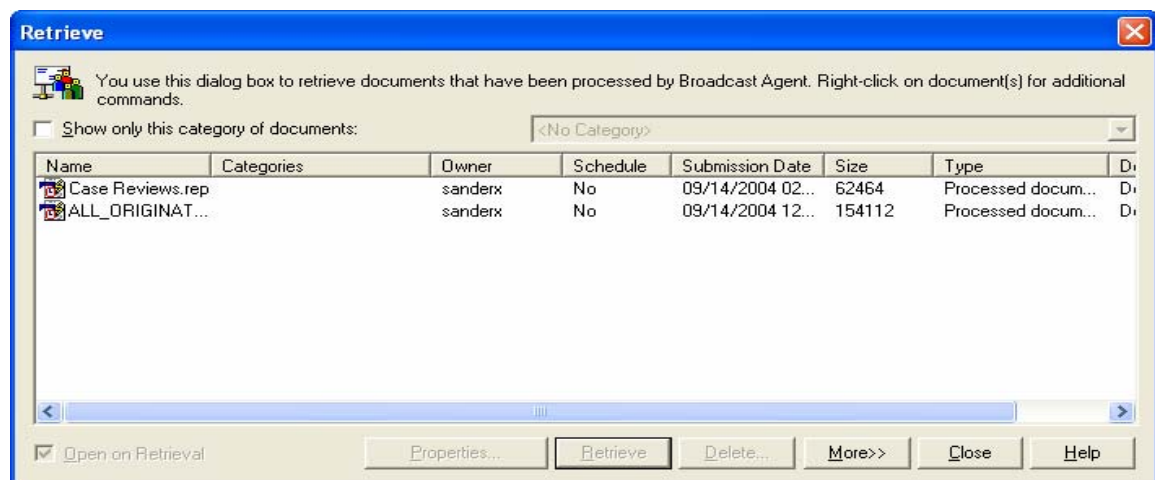 Retrieve
You use this dialog box to retrieve documents that have been processed by Broadcast Agent. Right-click on document(s) for additional
commands.
Show only this category of documents: <No Category>
Name Categories Owner Schedule Submission Date Size Type D
Case Reviews.rep sanderx No 09/14/2004 02... 62464 Processed docum... D
ALL_ORIGINAT... sanderx No 09/14/2004 12... 154112 Processed docum... D
Open on Retrieval Properties... Retrieve Delete... More>> Close Help